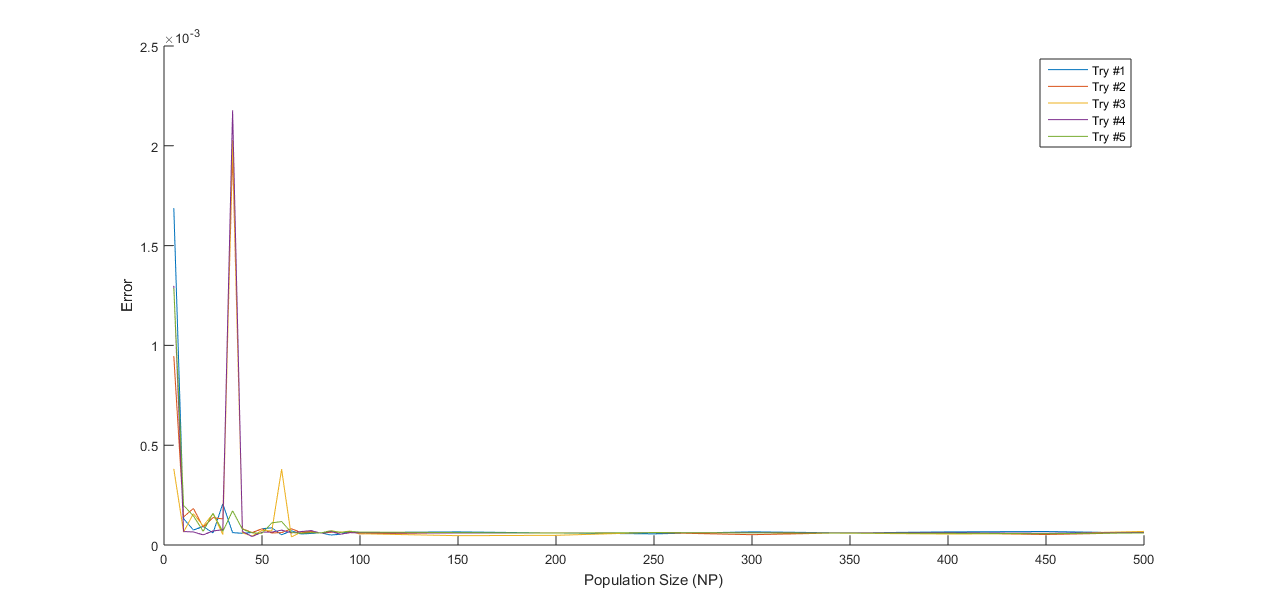 ×10⁻³
2.5
2
1.5
1
0.5
0
Error
0 50 100 150 200 250 300 350 400 450 500
Population Size (NP)
Try #1
Try #2
Try #3
Try #4
Try #5